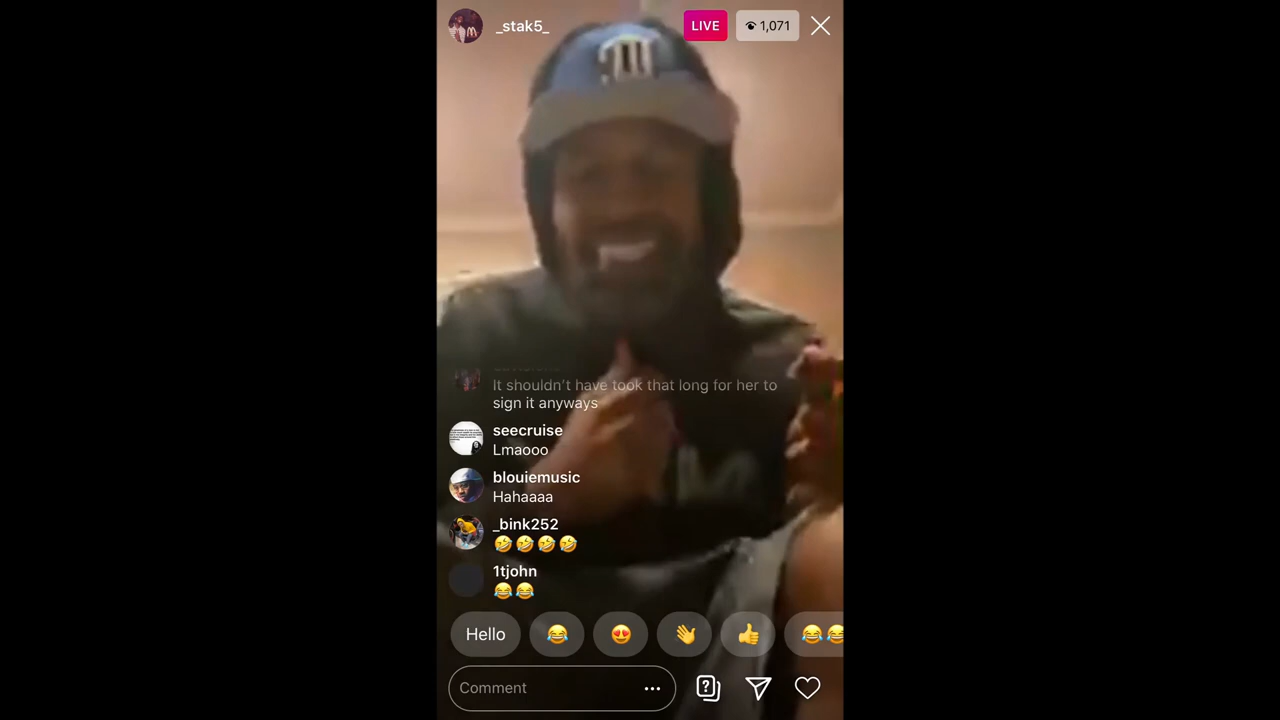 _stak5_
LIVE
1,071
It shouldn't have took that long for her to
sign it anyways
seecruise
Lmaooo
blouiemusic
Hahaaaa
_bink252
🤣🤣🤣🤣
1tjohn
😂😂
Hello 😂 😍 👋 👍 😂😂
Comment